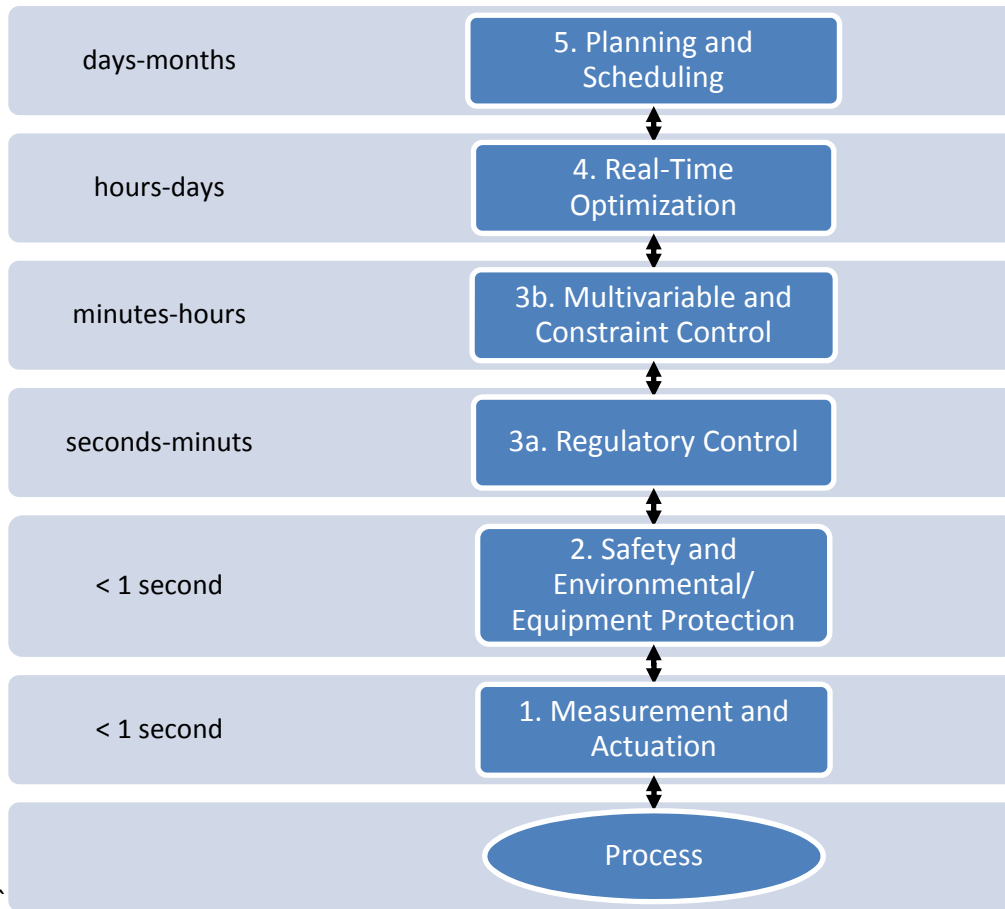 days-months
5. Planning and
Scheduling
hours-days
4. Real-Time
Optimization
minutes-hours
3b. Multivariable and
Constraint Control
seconds-minuts
3a. Regulatory Control
< 1 second
2. Safety and
Environmental/
Equipment Protection
< 1 second
1. Measurement and
Actuation
Process
`